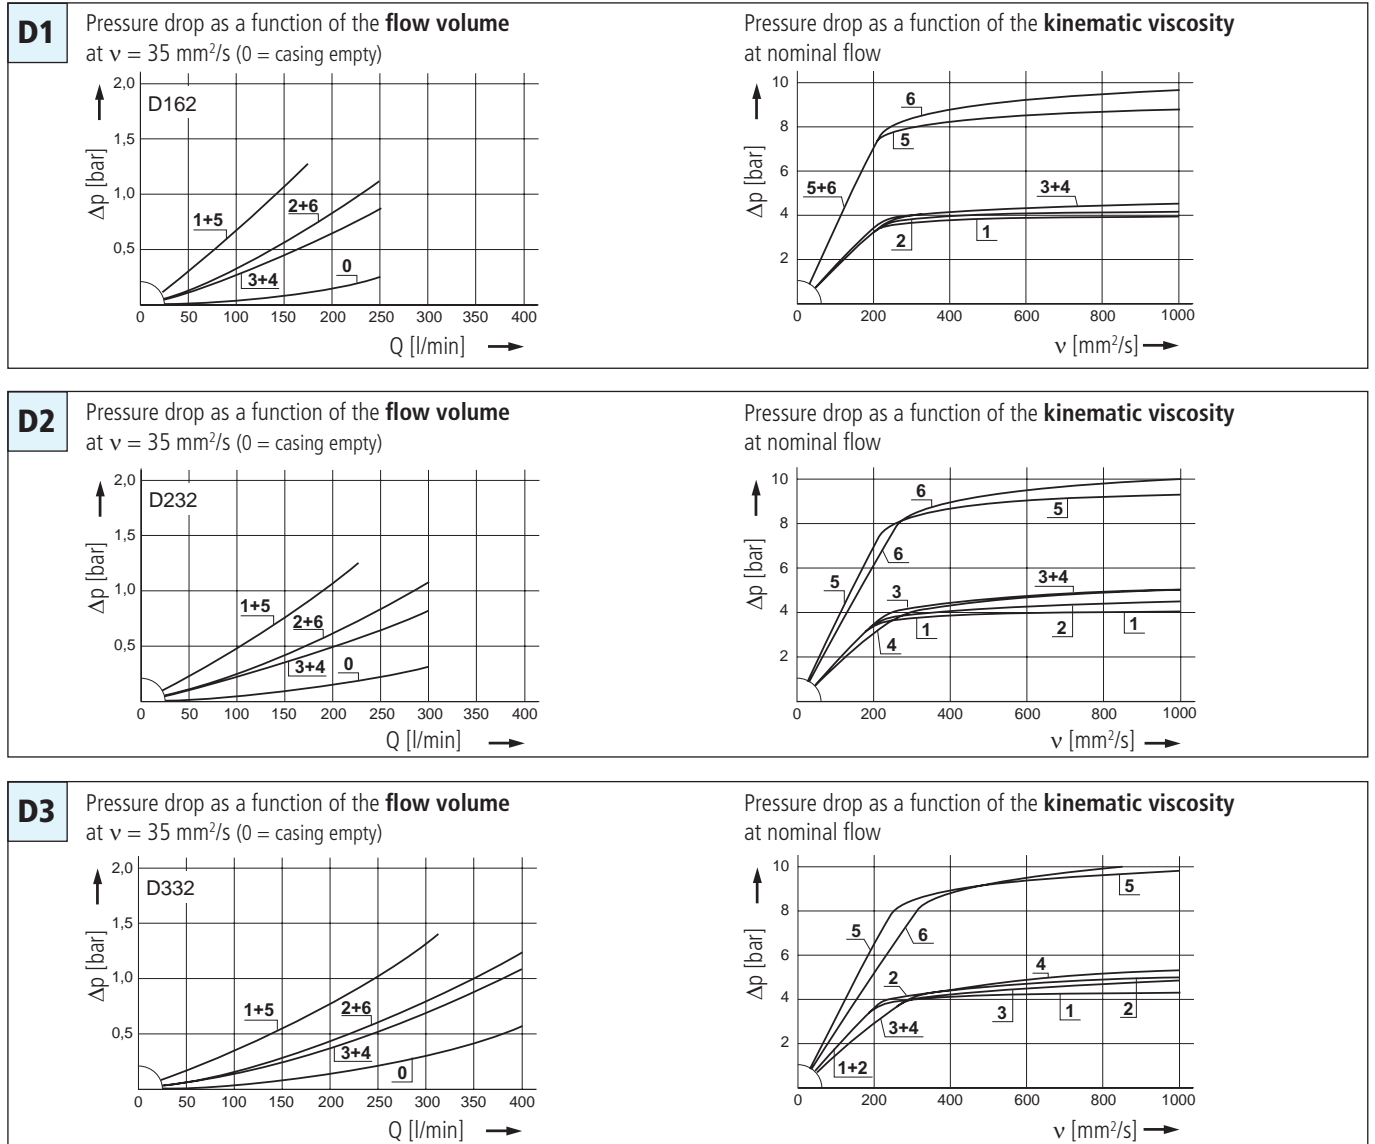 D1
Pressure drop as a function of the flow volume
at ν = 35 mm²/s (0 = casing empty)
2,0
1,5
1,0
0,5
Δp [bar]
D162
1+5
2+6
3+4
0
0 50 100 150 200 250 300 350 400
Q [l/min]
Pressure drop as a function of the kinematic viscosity
at nominal flow
10
8
6
4
2
Δp [bar]
6
5
5+6
3+4
2
1
0 200 400 600 800 1000
ν [mm²/s]
D2
Pressure drop as a function of the flow volume
at ν = 35 mm²/s (0 = casing empty)
2,0
1,5
1,0
0,5
Δp [bar]
D232
1+5
2+6
3+4
0
0 50 100 150 200 250 300 350 400
Q [l/min]
Pressure drop as a function of the kinematic viscosity
at nominal flow
10
8
6
4
2
Δp [bar]
6
5
6
5
3
3+4
4
1
2
1
0 200 400 600 800 1000
ν [mm²/s]
D3
Pressure drop as a function of the flow volume
at ν = 35 mm²/s (0 = casing empty)
2,0
1,5
1,0
0,5
Δp [bar]
D332
1+5
2+6
3+4
0
0 50 100 150 200 250 300 350 400
Q [l/min]
Pressure drop as a function of the kinematic viscosity
at nominal flow
10
8
6
4
2
Δp [bar]
5
5
6
4
2
3
1
2
3+4
1+2
0 200 400 600 800 1000
ν [mm²/s]